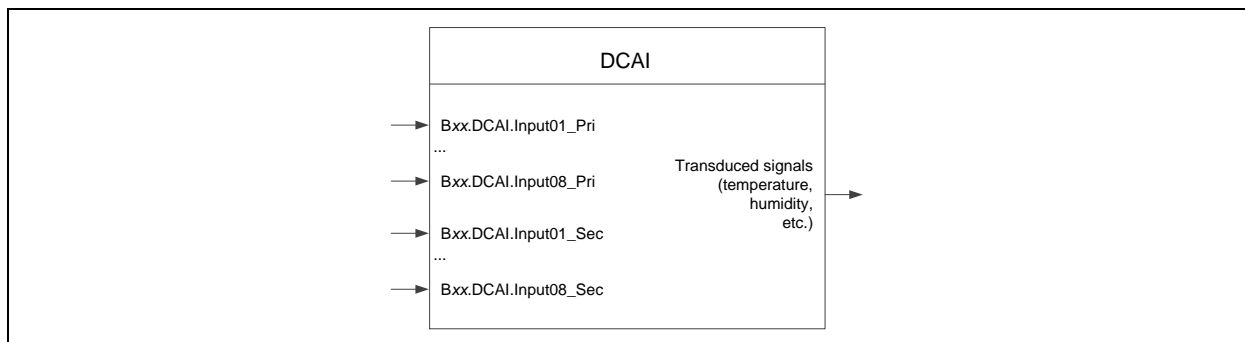 DCAI
Bxx.DCAI.Input01_Pri
...
Bxx.DCAI.Input08_Pri
Bxx.DCAI.Input01_Sec
...
Bxx.DCAI.Input08_Sec
Transduced signals
(temperature,
humidity,
etc.)